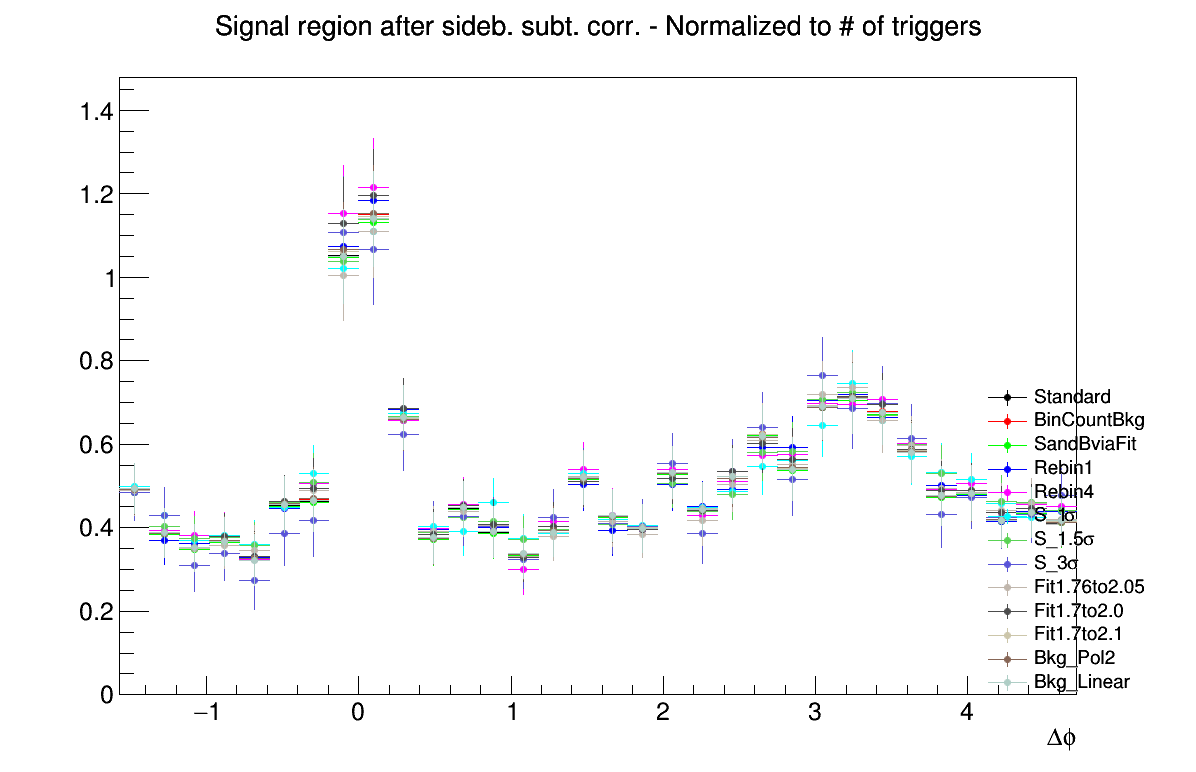 Signal region after sideb. subt. corr. - Normalized to # of triggers
1.4
1.2
1
0.8
0.6
0.4
0.2
0
−1
0
1
2
3
4
Δϕ
Standard
BinCountBkg
SandBviaFit
Rebin1
Rebin4
S_1.5σ
S_3σ
Fit1.76to2.05
Fit1.7to2.0
Fit1.7to2.1
Bkg_Pol2
Bkg_Linear